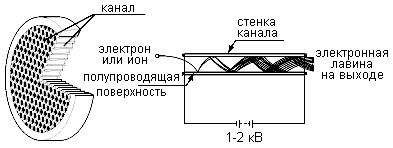 канал
стенка
канала
электрон
или ион
полупроводящая
поверхность
электронная
лавина
на выходе
1-2 кВ